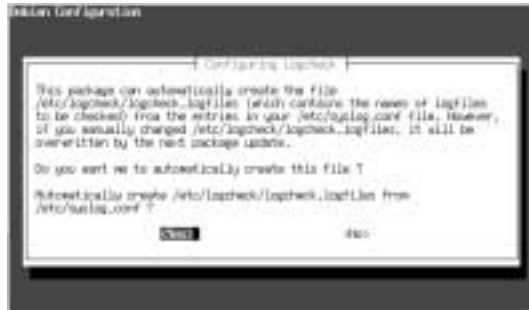 Debian Configuration
Configuring Logcheck
This package can automatically create the file
/etc/logcheck/logcheck.logfiles (which contains the names of logfiles
to be checked) from the entries in your /etc/syslog.conf file. However,
if you manually changed /etc/logcheck/logcheck.logfiles, it will be
overwritten by the next package update.
Do you want me to automatically create this file ?
Automatically create /etc/logcheck/logcheck.logfiles from
/etc/syslog.conf ?
<Yes> <No>